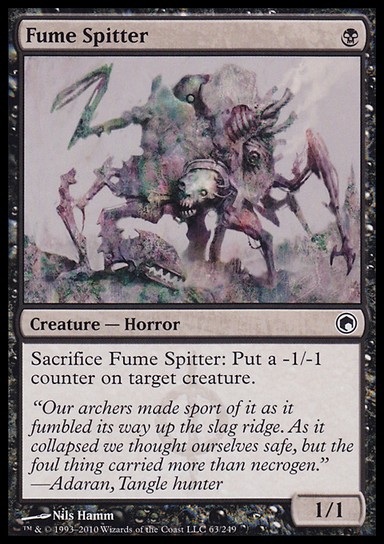 Fume Spitter
Creature — Horror
Sacrifice Fume Spitter: Put a -1/-1
counter on target creature.
“Our archers made sport of it as it
fumbled its way up the slag ridge. As it
collapsed we thought ourselves safe, but the
foul thing carried more than necrogen.”
—Adaran, Tangle hunter
Nils Hamm
™ & © 1993–2010 Wizards of the Coast LLC 63/249
1/1